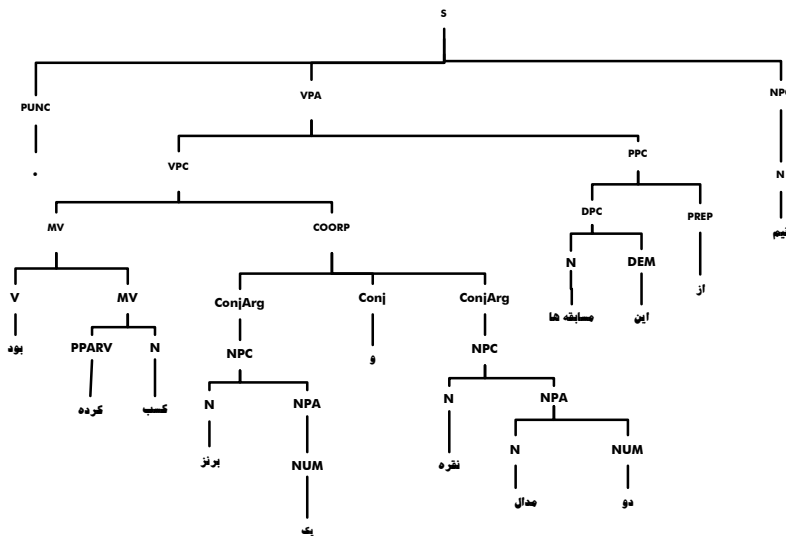 S
PUNC VPA NPC
.
VPC PPC
DPC PREP
MV COORP N
تیم
N DEM
V MV ConjArg Conj ConjArg
از
مسابقه ها این
بود PPARV N NPC و NPC
کرده کسب N NPA N NPA
برنز نقره N NUM
NUM مدال دو
یک